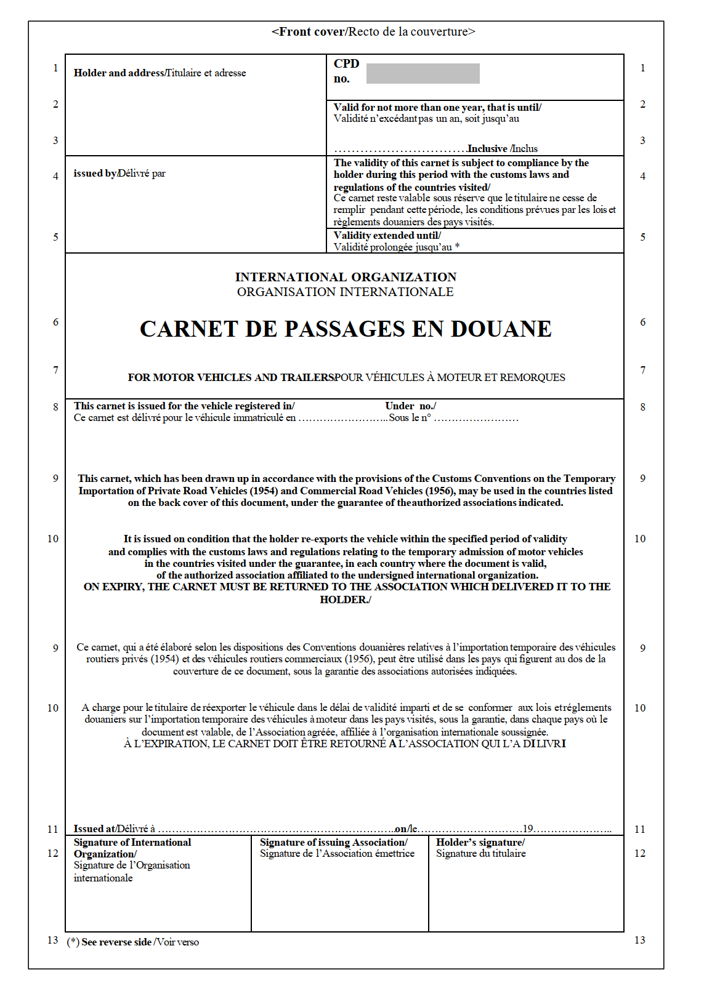 <Front cover/Recto de la couverture>
1 Holder and address/Titulaire et adresse CPD no. 1
2 Valid for not more than one year, that is until/ 2
Validité n'excédant pas un an, soit jusqu'au
3 ..............................Inclusive /Inclus 3
4 issued by/Délivré par 4
The validity of this carnet is subject to compliance by the
holder during this period with the customs laws and
regulations of the countries visited/
Ce carnet reste valable sous réserve que le titulaire ne cesse de
remplir pendant cette période, les conditions prévues par les lois et
règlements douaniers des pays visités.
5 Validity extended until/ 5
Validité prolongée jusqu'au *
INTERNATIONAL ORGANIZATION
ORGANISATION INTERNATIONALE
6 CARNET DE PASSAGES EN DOUANE 6
7 FOR MOTOR VEHICLES AND TRAILERS/POUR VÉHICULES À MOTEUR ET REMORQUES 7
8 This carnet is issued for the vehicle registered in/ Under no./ 8
Ce carnet est délivré pour le véhicule immatriculé en ……………………..Sous le n° ……………………
9 This carnet, which has been drawn up in accordance with the provisions of the Customs Conventions on the Temporary 9
Importation of Private Road Vehicles (1954) and Commercial Road Vehicles (1956), may be used in the countries listed
on the back cover of this document, under the guarantee of the authorized associations indicated.
10 It is issued on condition that the holder re-exports the vehicle within the specified period of validity 10
and complies with the customs laws and regulations relating to the temporary admission of motor vehicles
in the countries visited under the guarantee, in each country where the document is valid,
of the authorized association affiliated to the undersigned international organization.
ON EXPIRY, THE CARNET MUST BE RETURNED TO THE ASSOCIATION WHICH DELIVERED IT TO THE
HOLDER./
9 Ce carnet, qui a été élaboré selon les dispositions des Conventions douanières relatives à l'importation temporaire des véhicules 9
routiers privés (1954) et des véhicules routiers commerciaux (1956), peut être utilisé dans les pays qui figurent au dos de la
couverture de ce document, sous la garantie des associations autorisées indiquées.
10 A charge pour le titulaire de réexporter le véhicule dans le délai de validité imparti et de se conformer aux lois et réglements 10
douaniers sur l'importation temporaire des véhicules à moteur dans les pays visités, sous la garantie, dans chaque pays où le
document est valable, de l'Association agréée, affiliée à l'organisation internationale soussignée.
À L'EXPIRATION, LE CARNET DOIT ÊTRE RETOURNÉ A L'ASSOCIATION QUI L'A DI LIVRI
11 Issued at/Délivré à …………………………………………………………..on/le…………………………19………………….. 11
Signature of International
12 Organization/ 12
Signature de l'Organisation
internationale
Signature of issuing Association/
Signature de l'Association émettrice
Holder's signature/
Signature du titulaire
13 (*) See reverse side /Voir verso 13